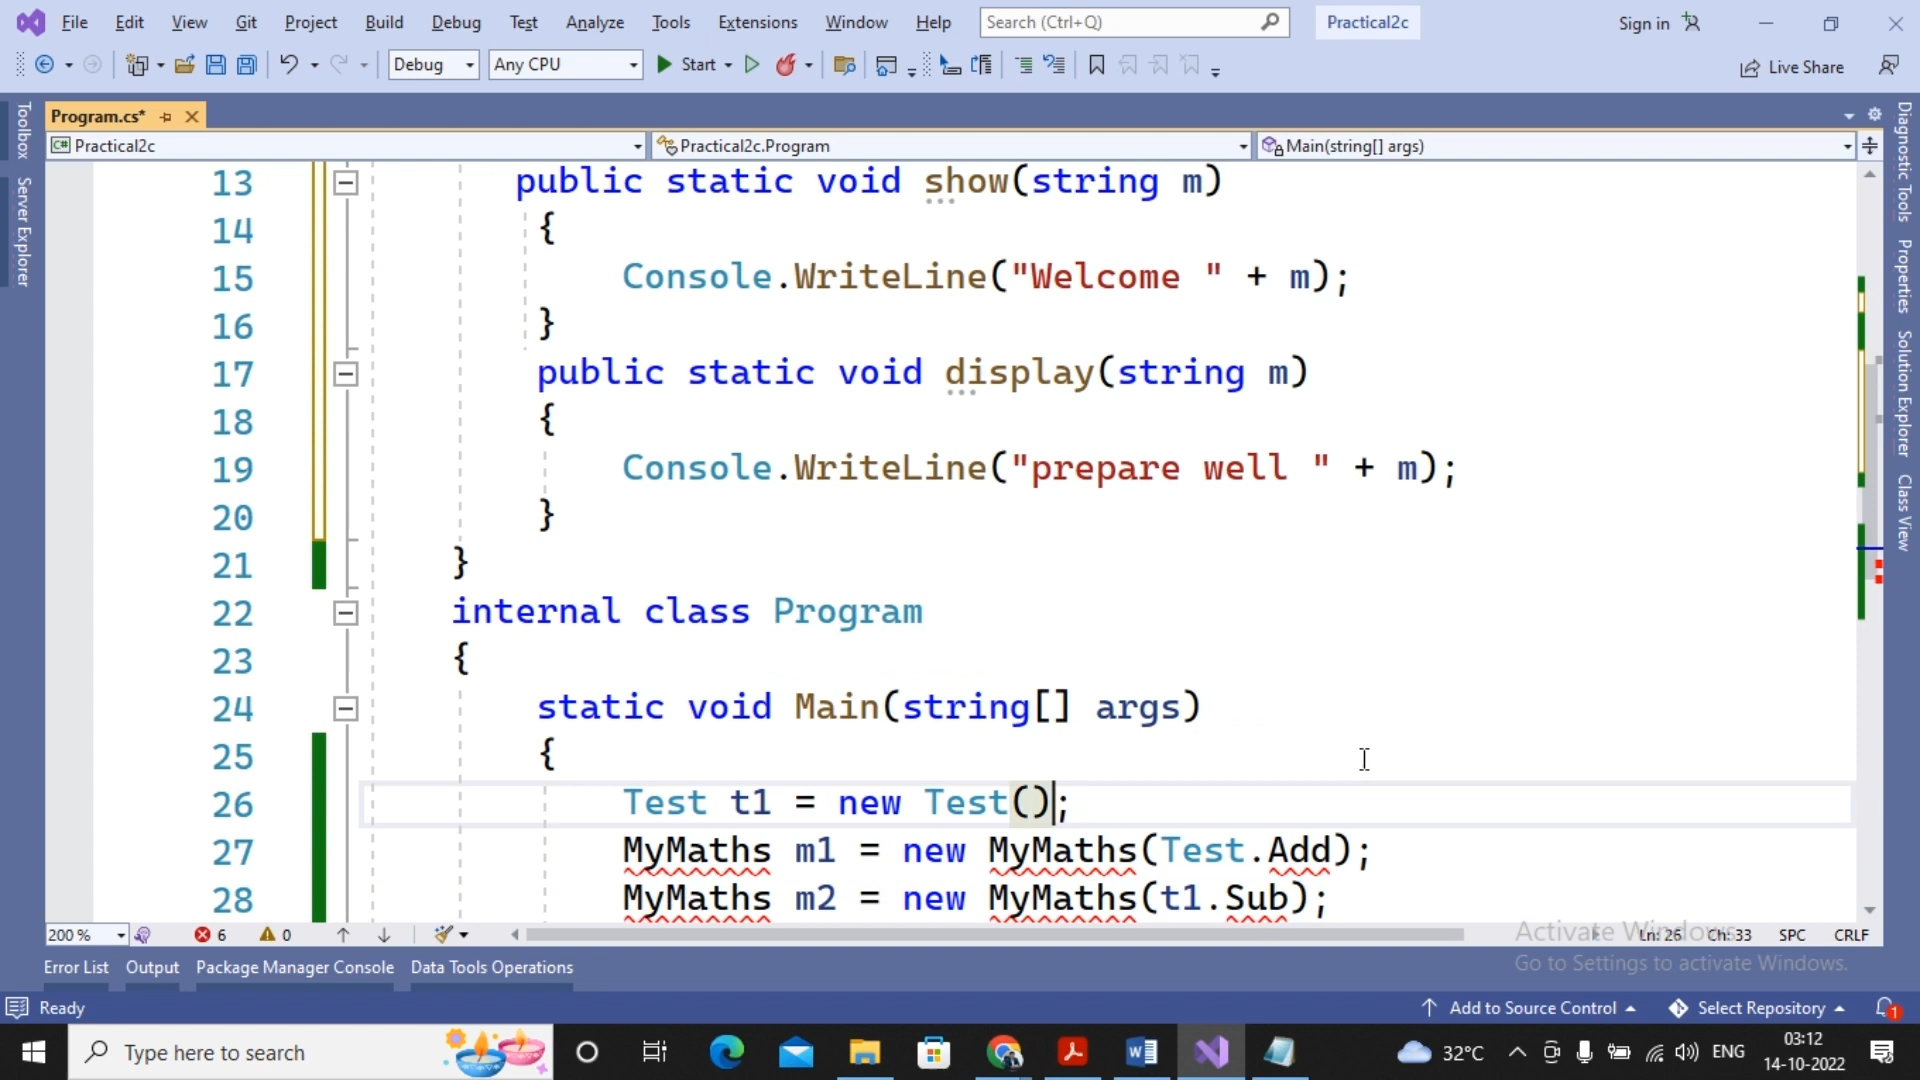 File Edit View Git Project Build Debug Test Analyze Tools Extensions Window Help Search (Ctrl+Q) Practical2c Sign in
Debug Any CPU Start Live Share
Program.cs*
Practical2c Practical2c.Program Main(string[] args)
Toolbox
Server Explorer
Diagnostic Tools
Properties
Solution Explorer
Class View
13 public static void show(string m)
14 {
15 Console.WriteLine("Welcome " + m);
16 }
17 public static void display(string m)
18 {
19 Console.WriteLine("prepare well " + m);
20 }
21 }
22 internal class Program
23 {
24 static void Main(string[] args)
25 {
26 Test t1 = new Test();
27 MyMaths m1 = new MyMaths(Test.Add);
28 MyMaths m2 = new MyMaths(t1.Sub);
200 % 6 0 Ln: 26 Ch: 33 SPC CRLF
Activate Windows
Go to Settings to activate Windows.
Error List Output Package Manager Console Data Tools Operations
Ready Add to Source Control Select Repository 1
Type here to search 32°C ENG 03:12
14-10-2022